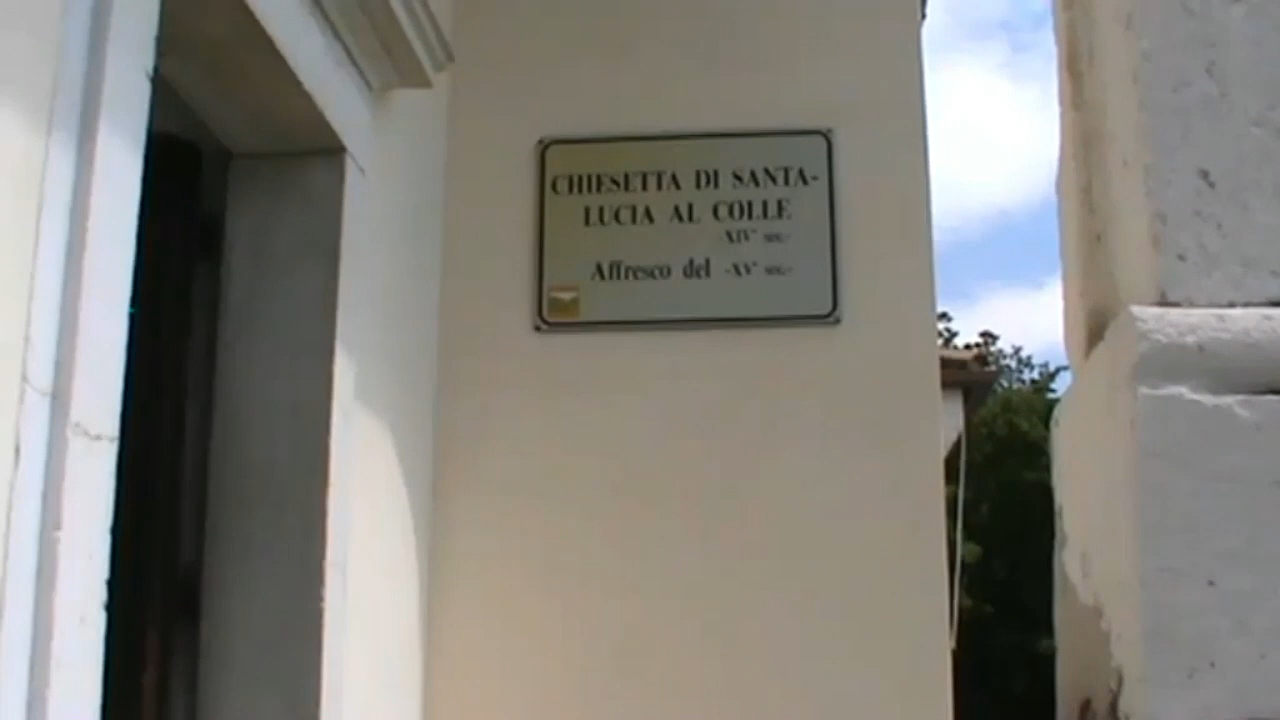 CHIESETTA DI SANTA-
LUCIA AL COLLE
-XIV° sec.-
Affresco del -XV° sec.-